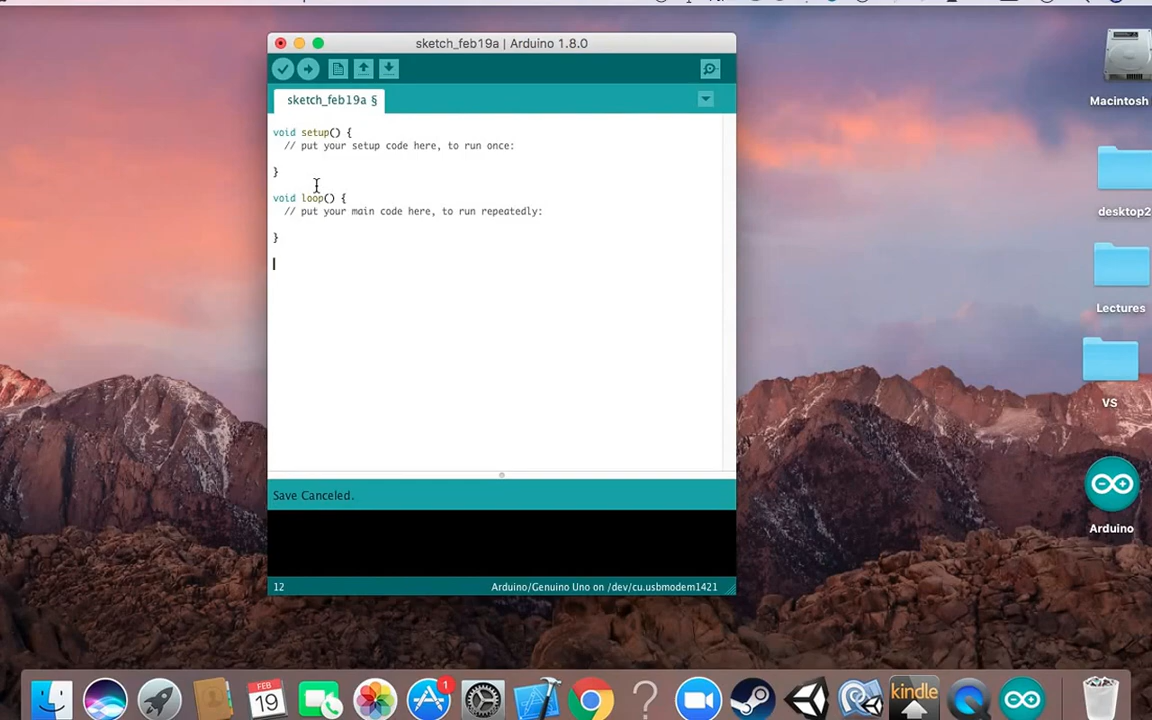 sketch_feb19a | Arduino 1.8.0
sketch_feb19a §
void setup() {
// put your setup code here, to run once:
}
void loop() {
// put your main code here, to run repeatedly:
}
Save Canceled.
12
Arduino/Genuino Uno on /dev/cu.usbmodem1421
Macintosh
desktop2
Lectures
VS
Arduino
FEB
19
1
?
kindle